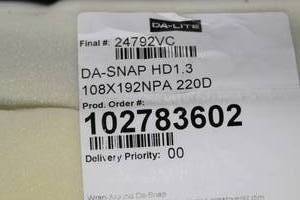 DA-LITE
Final #: 24792VC
DA-SNAP HD1.3
108X192NPA 220D
Prod. Order #:
102783602
Delivery Priority: 00